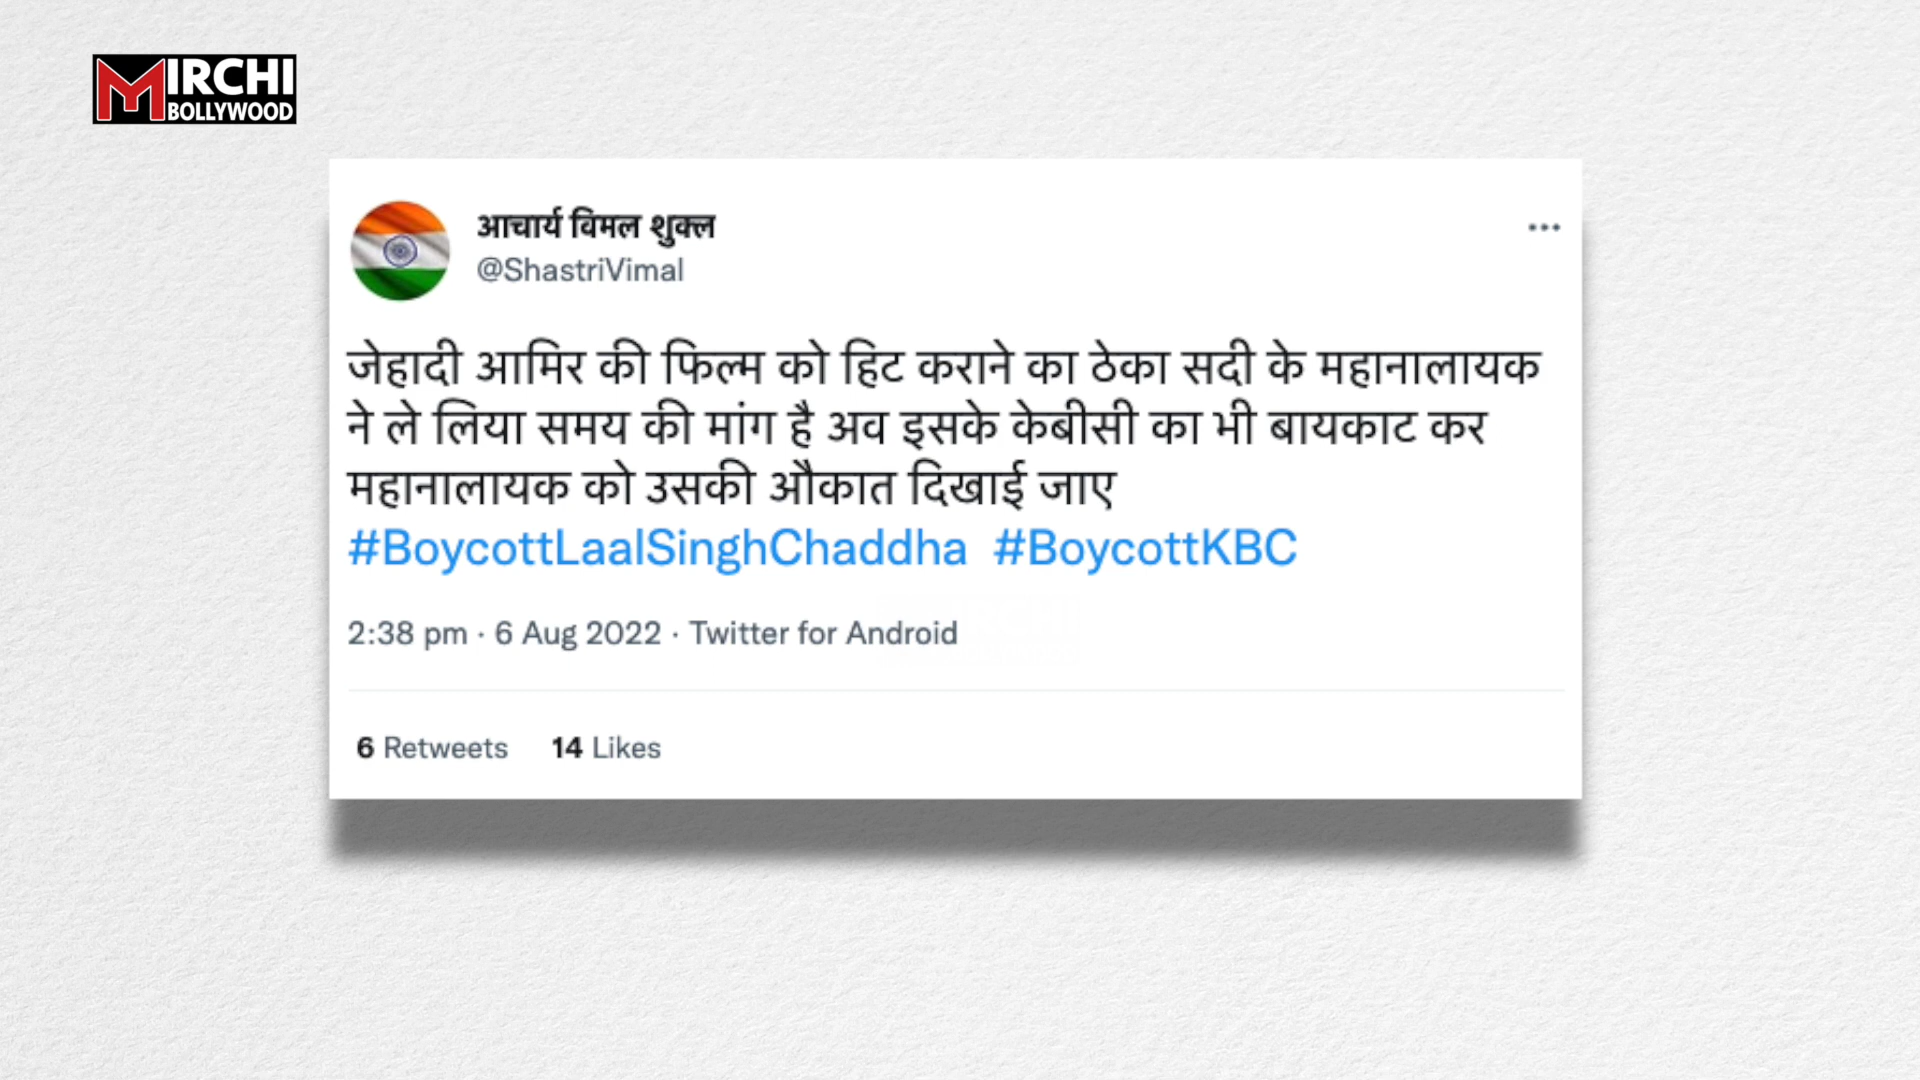 MIRCHI
BOLLYWOOD
आचार्य विमल शुक्ल
@ShastriVimal
जेहादी आमिर की फिल्म को हिट कराने का ठेका सदी के महानालायक
ने ले लिया समय की मांग है अव इसके केबीसी का भी बायकाट कर
महानालायक को उसकी औकात दिखाई जाए
#BoycottLaalSinghChaddha #BoycottKBC
2:38 pm · 6 Aug 2022 · Twitter for Android
6 Retweets 14 Likes